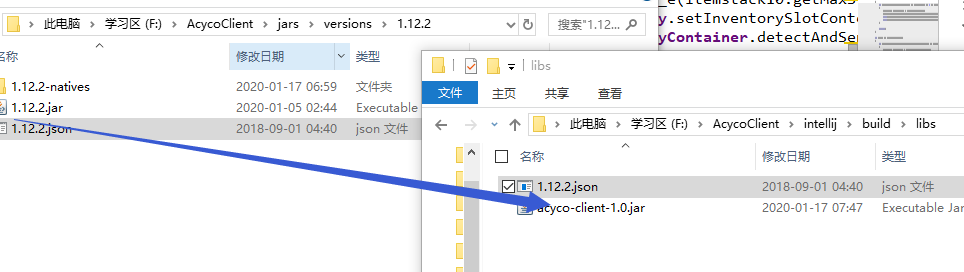 此电脑 > 学习区 (F:) > AcycoClient > jars > versions > 1.12.2
搜索"1.12...
名称 修改日期 类型
1.12.2-natives 2020-01-17 06:59 文件夹
1.12.2.jar 2020-01-05 02:44 Executable
1.12.2.json 2018-09-01 04:40 json 文件
y.setInventorySlotConte
yContainer.detectAndSen
libs
文件 主页 共享 查看
此电脑 > 学习区 (F:) > AcycoClient > intellij > build > libs
名称 修改日期 类型
1.12.2.json 2018-09-01 04:40 json 文件
acyco-client-1.0.jar 2020-01-17 07:47 Executable Jar